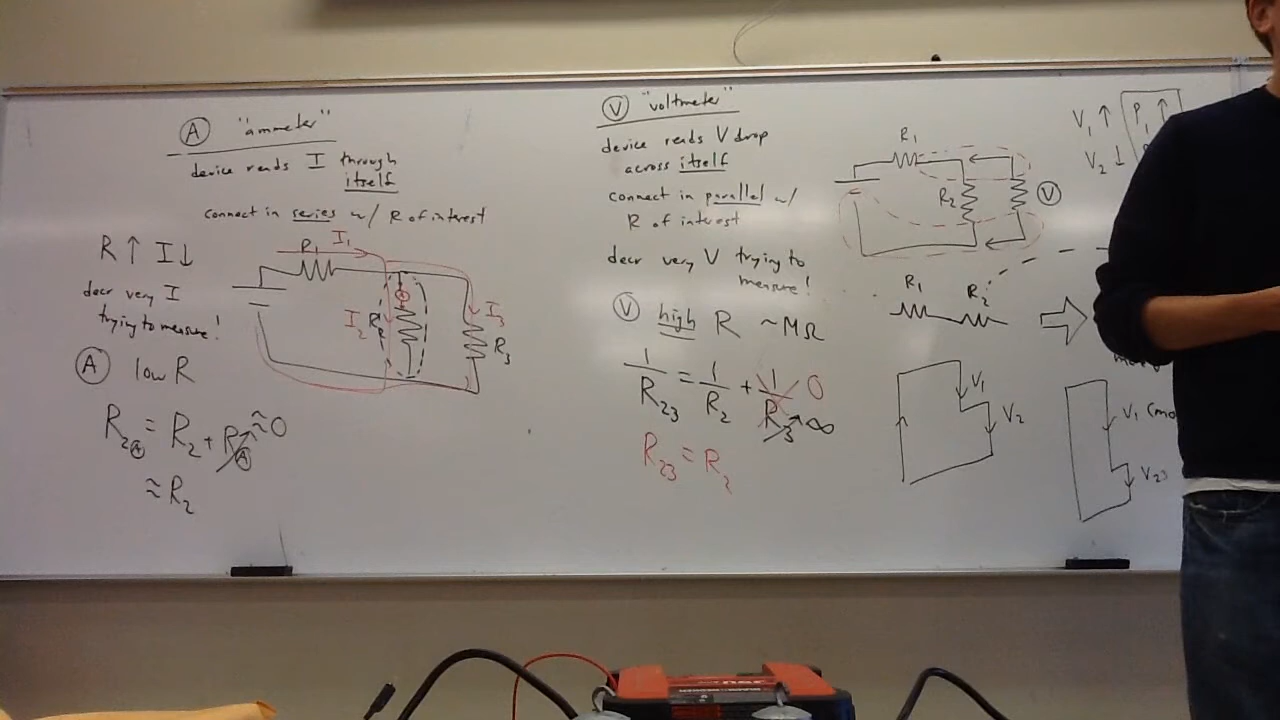 Ⓐ "ammeter"
device reads I through
itself
connect in series w/ R of interest
R ↑ I ↓
decr very I
trying to measure!
Ⓐ low R
R₂Ⓐ = R₂ + RⒶ ≈0
≈ R₂
R₁
I₁
I₂
I₃
R₃
Ⓥ "voltmeter"
device reads V drop
across itself
connect in parallel w/
R of interest
decr very V trying to
measure!
Ⓥ high R ~MΩ
1/R₂₃ = 1/R₂ + 1/R₃ 0
∞
R₂₃ = R₂
R₁
R₂
Ⓥ
R₁ R₂
V₁
V₂
V₁ ↑
V₂ ↓
P₁ ↑
V₁
V₂₃